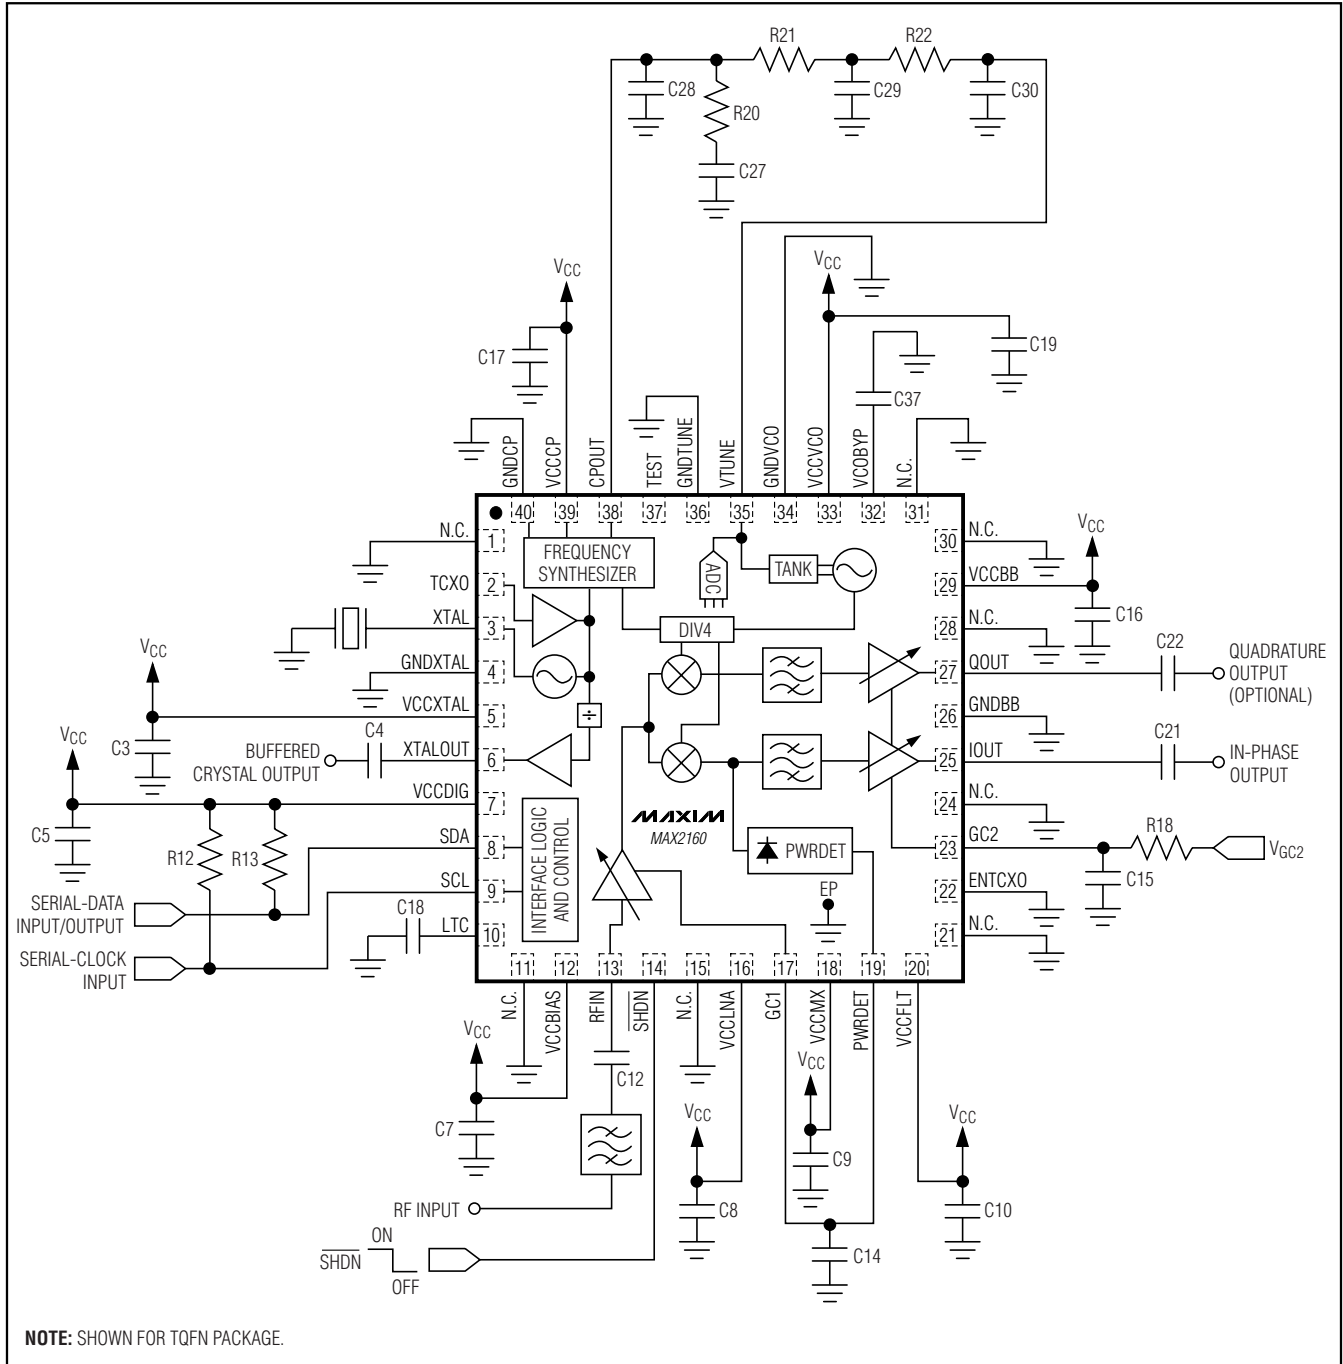 R21
R22
C28
R20
C29
C30
C27
VCC
VCC
C17
C19
C37
GNDCP
VCCCP
CPOUT
TEST
GNDTUNE
VTUNE
GNDVCO
VCCVCO
VCOBYP
N.C.
40
39
38
37
36
35
34
33
32
31
N.C.
1
TCXO
2
XTAL
3
GNDXTAL
4
VCCXTAL
5
XTALOUT
6
VCCDIG
7
SDA
8
SCL
9
LTC
10
VCC
C3
VCC
C4
BUFFERED
CRYSTAL OUTPUT
C5
R12
R13
SERIAL-DATA
INPUT/OUTPUT
C18
SERIAL-CLOCK
INPUT
FREQUENCY
SYNTHESIZER
ADC
TANK
DIV4
÷
MAXIM
MAX2160
INTERFACE LOGIC
AND CONTROL
PWRDET
EP
30
N.C.
29
VCCBB
28
N.C.
27
QOUT
26
GNDBB
25
IOUT
24
N.C.
23
GC2
22
ENTCXO
21
N.C.
VCC
C16
C22
QUADRATURE
OUTPUT
(OPTIONAL)
C21
IN-PHASE
OUTPUT
R18
VGC2
C15
11
12
13
14
15
16
17
18
19
20
N.C.
VCCBIAS
RFIN
SHDN
N.C.
VCCLNA
GC1
VCCMX
PWRDET
VCCFLT
VCC
C7
C12
RF INPUT
ON
SHDN
OFF
VCC
C8
VCC
C9
C14
VCC
C10
NOTE: SHOWN FOR TQFN PACKAGE.